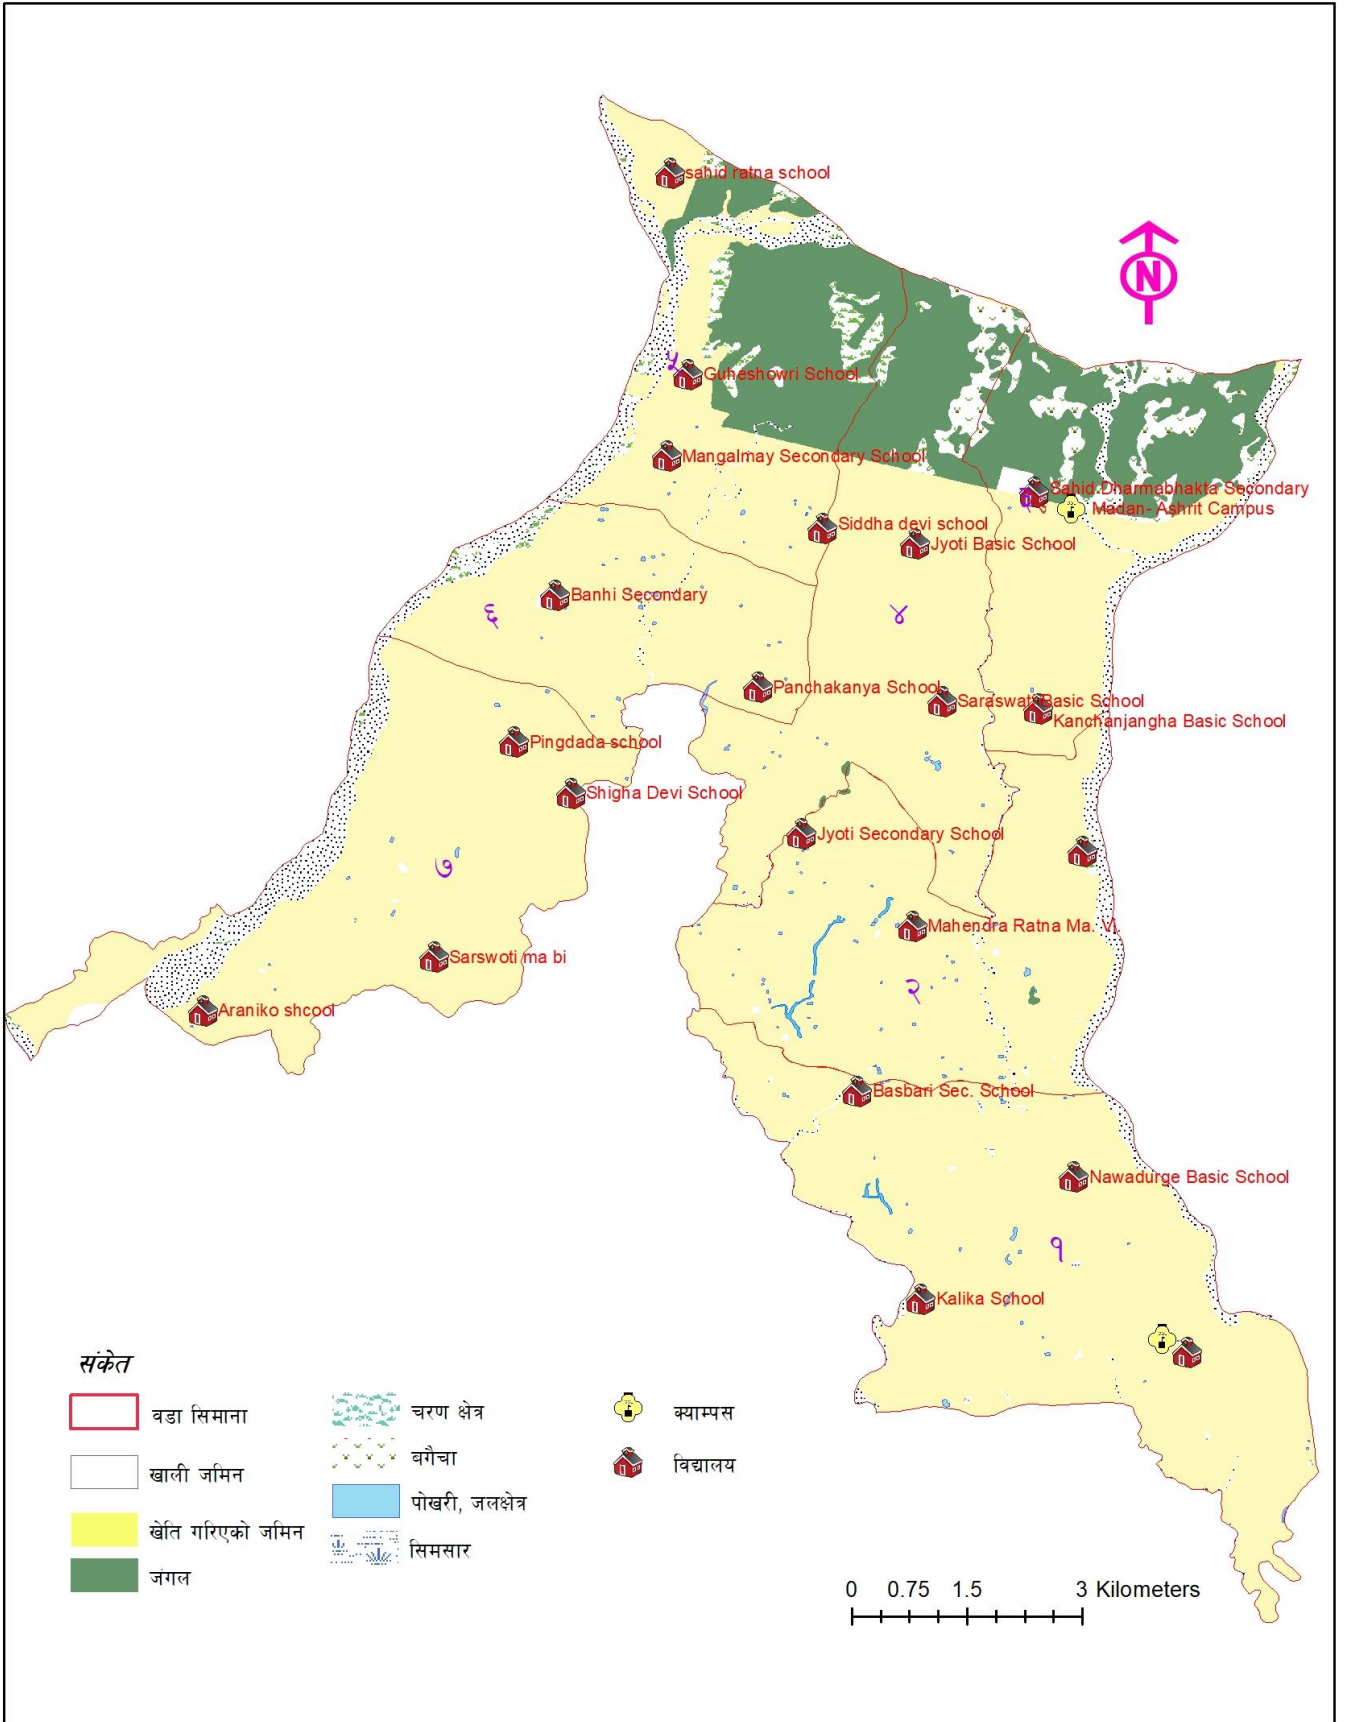 sahid ratna school
N
५
Guheshowri School
Mangalmay Secondary School
Sahid Dharmabhakta Secondary
Madan- Ashrit Campus
Siddha devi school
Jyoti Basic School
Banhi Secondary
६
४
Panchakanya School
Saraswati Basic School
Kanchanjangha Basic School
Pingdada school
Shigha Devi School
Jyoti Secondary School
७
Mahendra Ratna Ma. Vi.
Sarswoti ma bi
२
Araniko shcool
Basbari Sec. School
Nawadurge Basic School
१
Kalika School
संकेत
वडा सिमाना
खाली जमिन
खेति गरिएको जमिन
जंगल
चरण क्षेत्र
बगैचा
पोखरी, जलक्षेत्र
सिमसार
क्याम्पस
विद्यालय
0 0.75 1.5 3 Kilometers